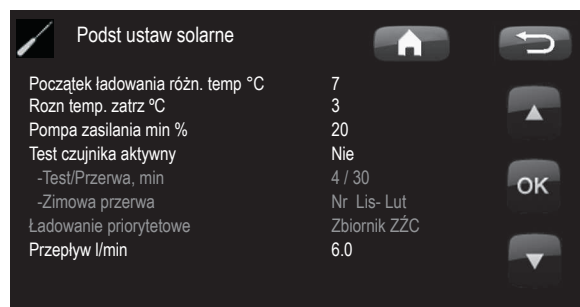 Podst ustaw solarne
Początek ładowania różn. temp °C 7
Rozn temp. zatrz ºC 3
Pompa zasilania min % 20
Test czujnika aktywny Nie
-Test/Przerwa, min 4 / 30
-Zimowa przerwa Nr Lis- Lut
Ładowanie priorytetowe Zbiornik ZŹC
Przepływ l/min 6.0
OK